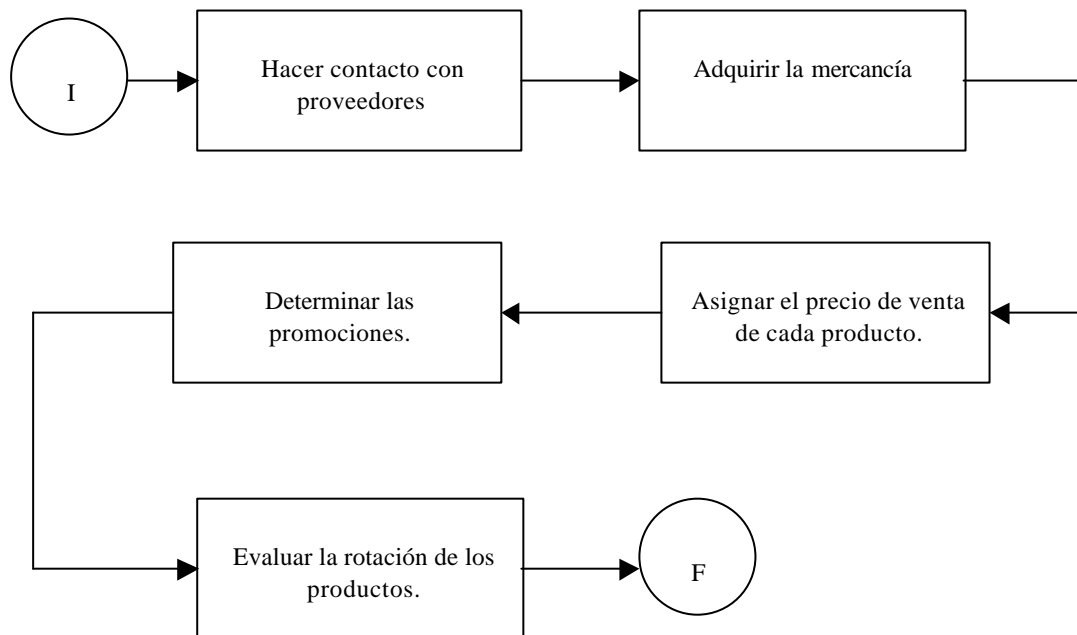 I
Hacer contacto con
proveedores
Adquirir la mercancía
Determinar las
promociones.
Asignar el precio de venta
de cada producto.
Evaluar la rotación de los
productos.
F